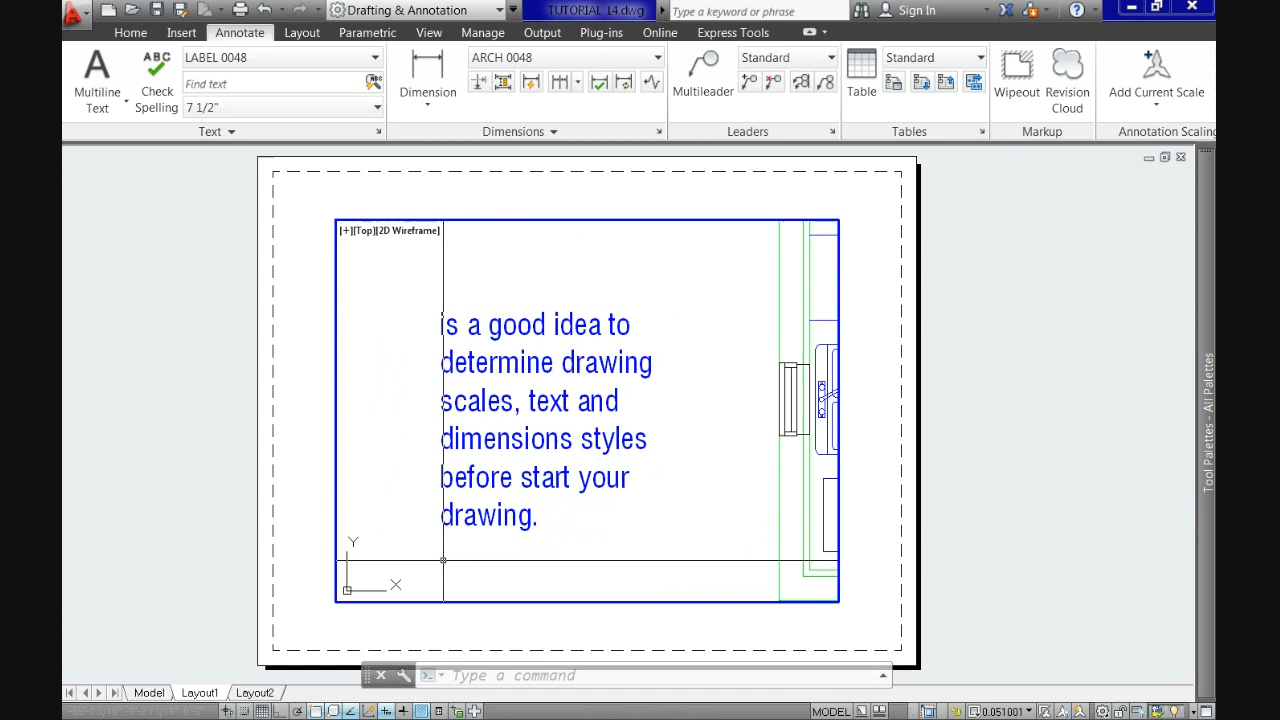 Drafting & Annotation
TUTORIAL 14.dwg
Type a keyword or phrase
Sign In
Home Insert Annotate Layout Parametric View Manage Output Plug-ins Online Express Tools
Multiline Text
ABC
Check Spelling
LABEL 0048
Find text
7 1/2"
Text
Dimension
ARCH 0048
Dimensions
Multileader
Standard
Leaders
Table
Standard
Tables
Wipeout
Revision Cloud
Markup
Add Current Scale
Annotation Scaling
[+][Top][2D Wireframe]
is a good idea to
determine drawing
scales, text and
dimensions styles
before start your
drawing.
Y
X
Tool Palettes - All Palettes
Type a command
Model Layout1 Layout2
MODEL
0.051001